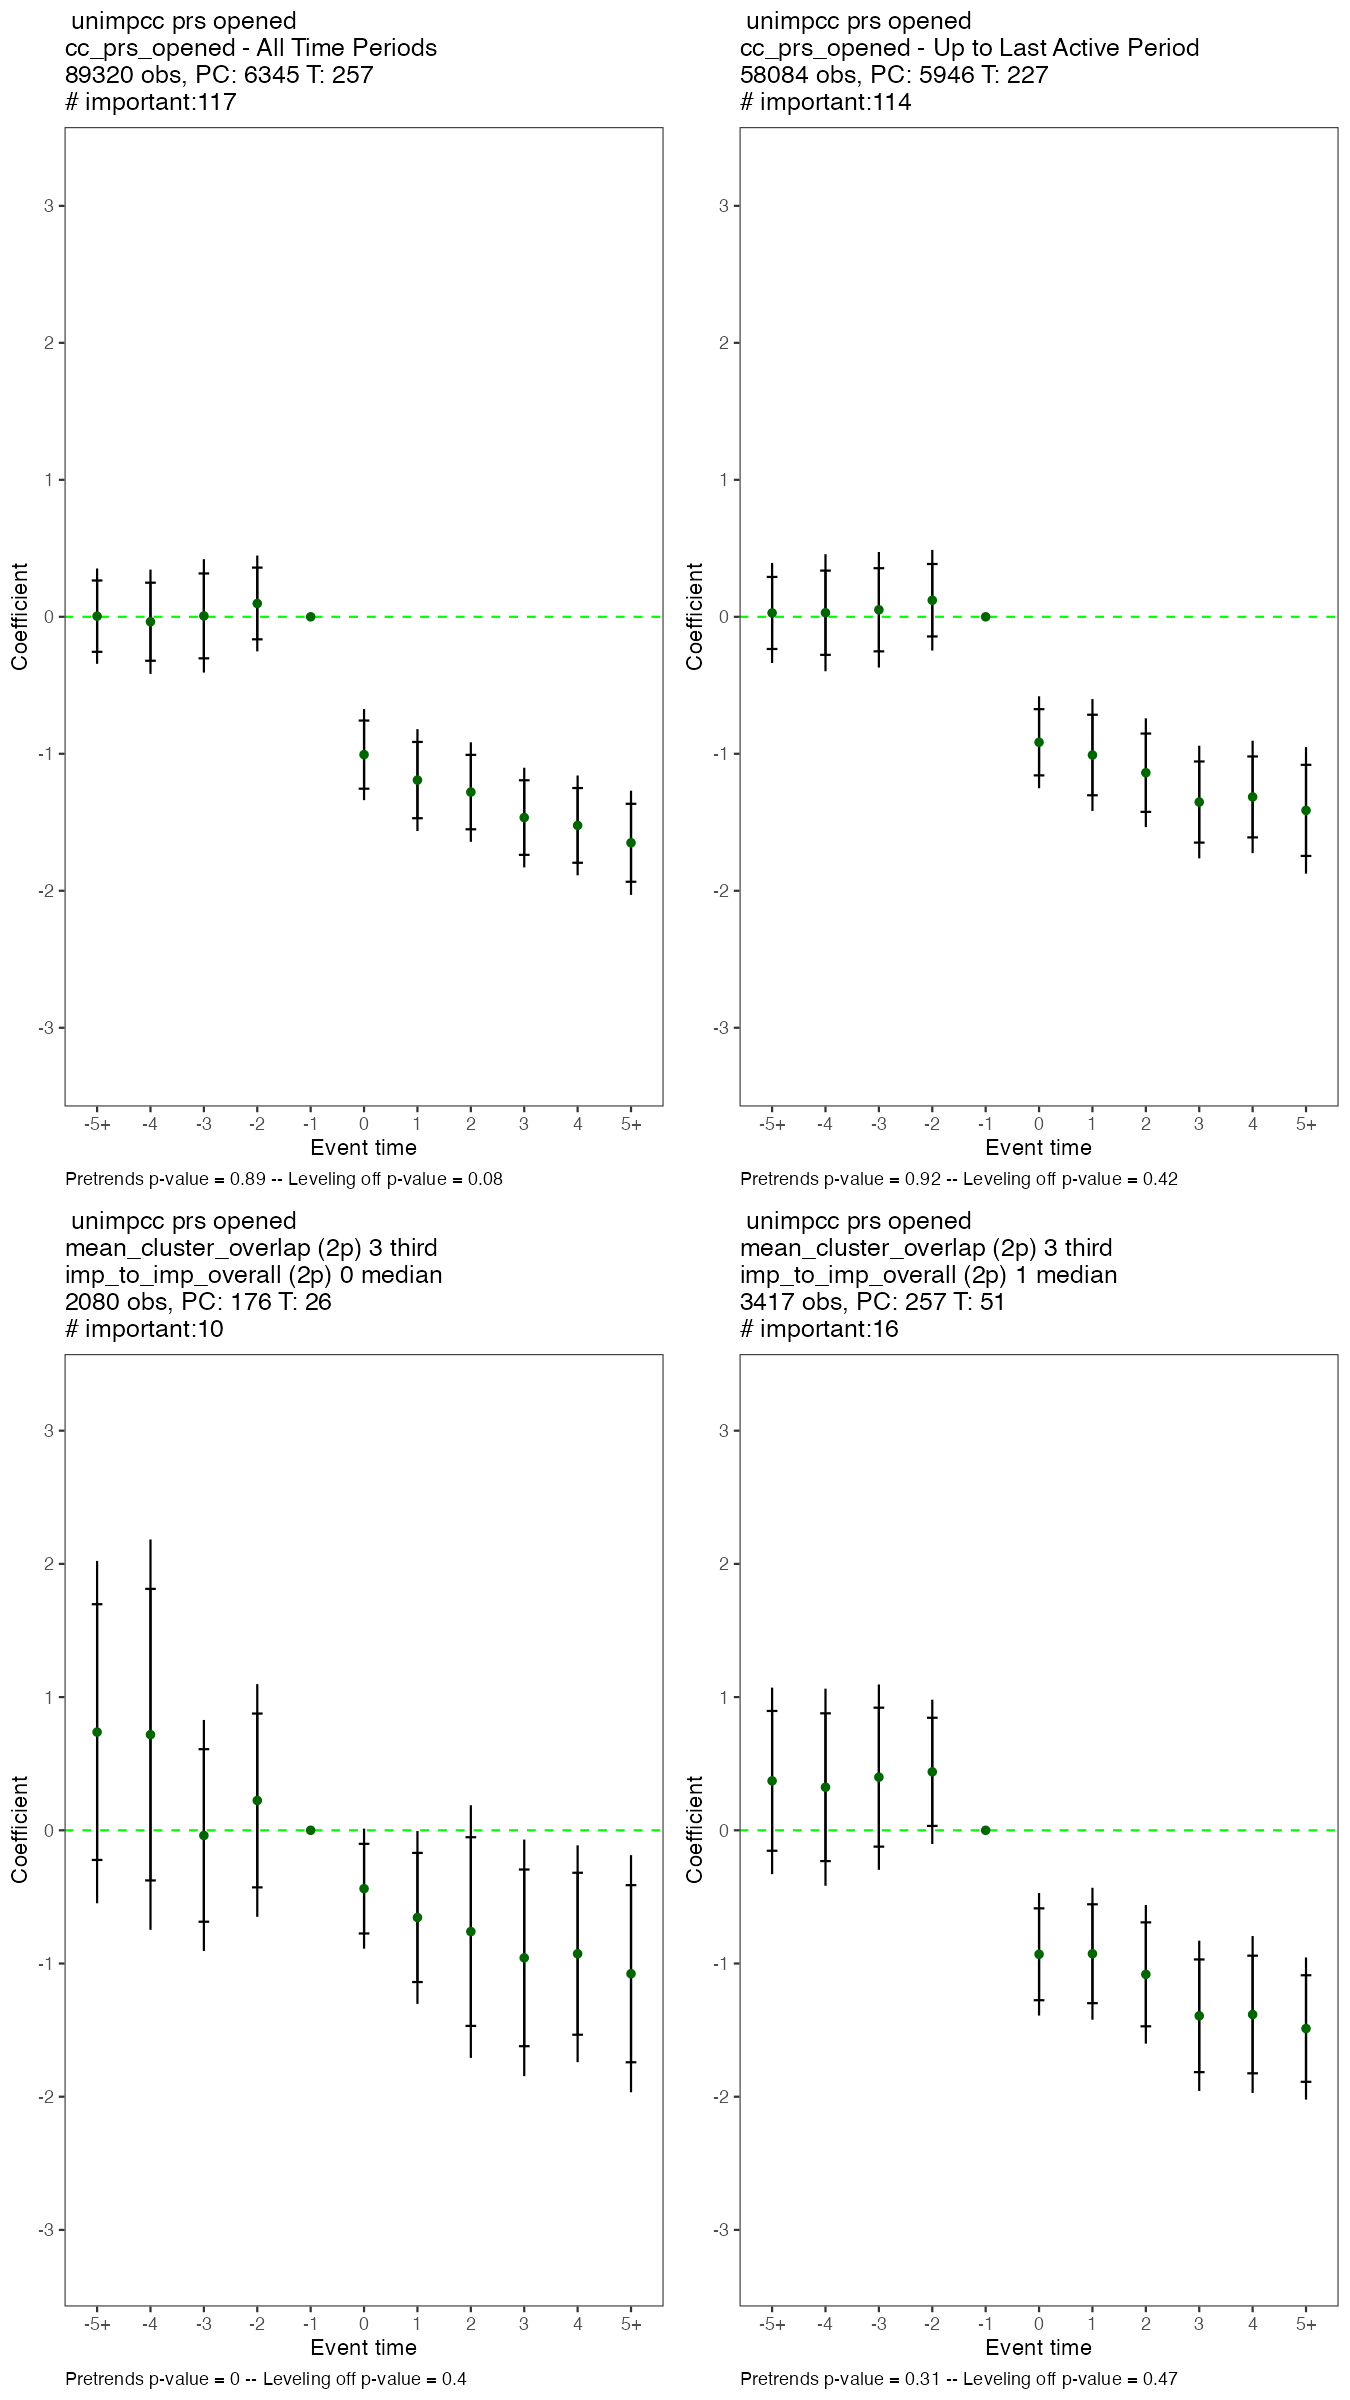 unimpcc prs opened
cc_prs_opened - All Time Periods
89320 obs, PC: 6345 T: 257
# important:117
3
2
1
0
-1
-2
-3
Coefficient
-5+ -4 -3 -2 -1 0 1 2 3 4 5+
Event time
Pretrends p-value = 0.89 -- Leveling off p-value = 0.08
unimpcc prs opened
cc_prs_opened - Up to Last Active Period
58084 obs, PC: 5946 T: 227
# important:114
3
2
1
0
-1
-2
-3
Coefficient
-5+ -4 -3 -2 -1 0 1 2 3 4 5+
Event time
Pretrends p-value = 0.92 -- Leveling off p-value = 0.42
unimpcc prs opened
mean_cluster_overlap (2p) 3 third
imp_to_imp_overall (2p) 0 median
2080 obs, PC: 176 T: 26
# important:10
3
2
1
0
-1
-2
-3
Coefficient
-5+ -4 -3 -2 -1 0 1 2 3 4 5+
Event time
Pretrends p-value = 0 -- Leveling off p-value = 0.4
unimpcc prs opened
mean_cluster_overlap (2p) 3 third
imp_to_imp_overall (2p) 1 median
3417 obs, PC: 257 T: 51
# important:16
3
2
1
0
-1
-2
-3
Coefficient
-5+ -4 -3 -2 -1 0 1 2 3 4 5+
Event time
Pretrends p-value = 0.31 -- Leveling off p-value = 0.47